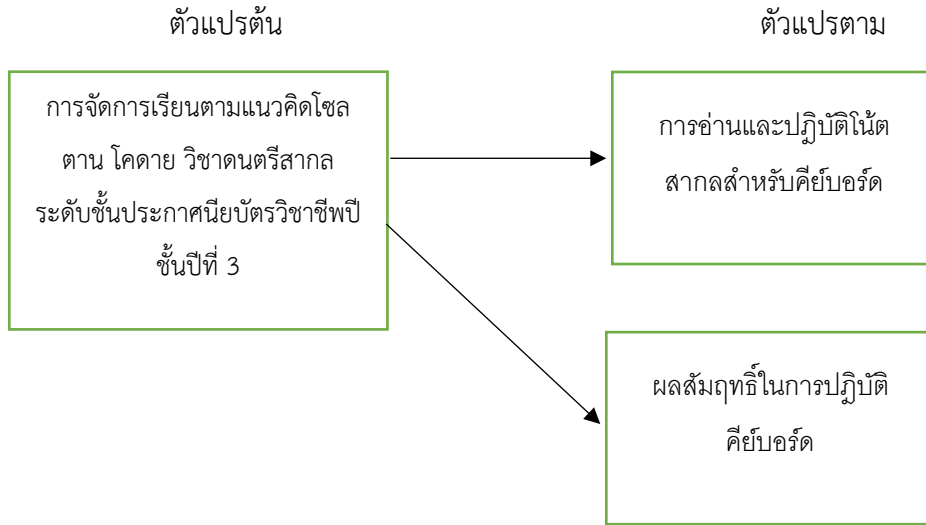 ตัวแปรต้น
ตัวแปรตาม
การจัดการเรียนตามแนวคิดโซล
ตาน โคดาย วิชาดนตรีสากล
ระดับชั้นประกาศนียบัตรวิชาชีพปี
ชั้นปีที่ 3
การอ่านและปฏิบัติโน้ต
สากลสำหรับคีย์บอร์ด
ผลสัมฤทธิ์ในการปฏิบัติ
คีย์บอร์ด